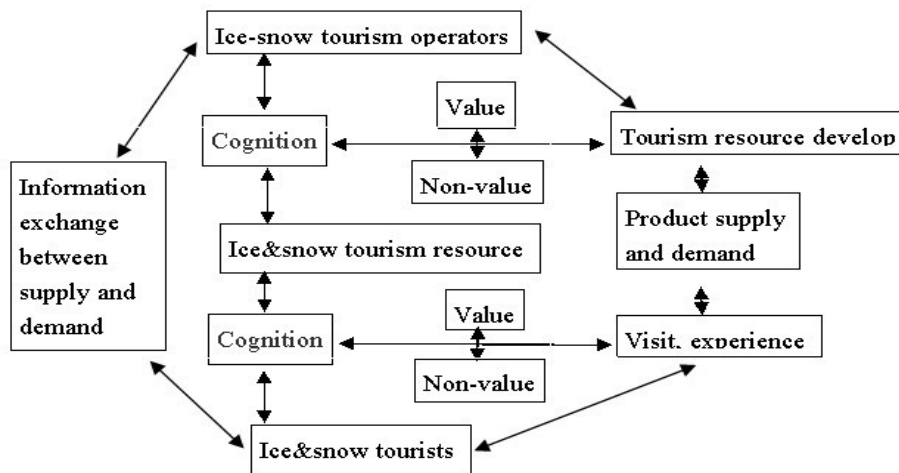 Ice-snow tourism operators
Value
Cognition
Tourism resource develop
Non-value
Information
exchange
between
supply and
demand
Product supply
and demand
Ice&snow tourism resource
Value
Cognition
Visit, experience
Non-value
Ice&snow tourists